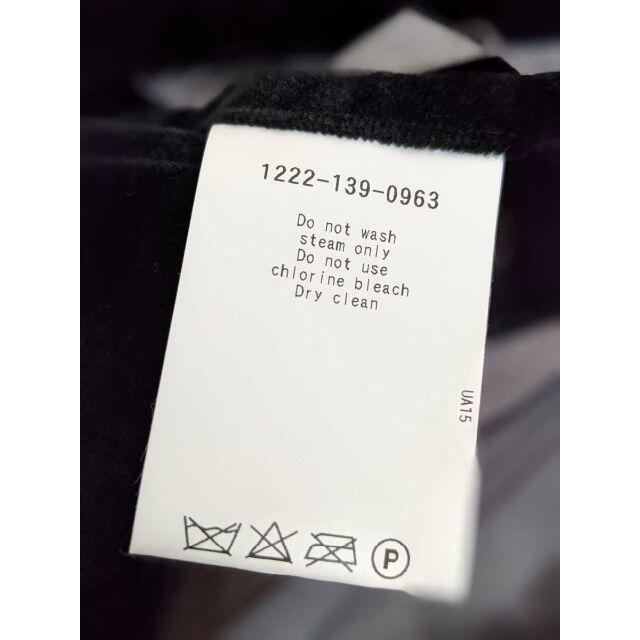 1222-139-0963
Do not wash
steam only
Do not use
chlorine bleach
Dry clean
UA15
P